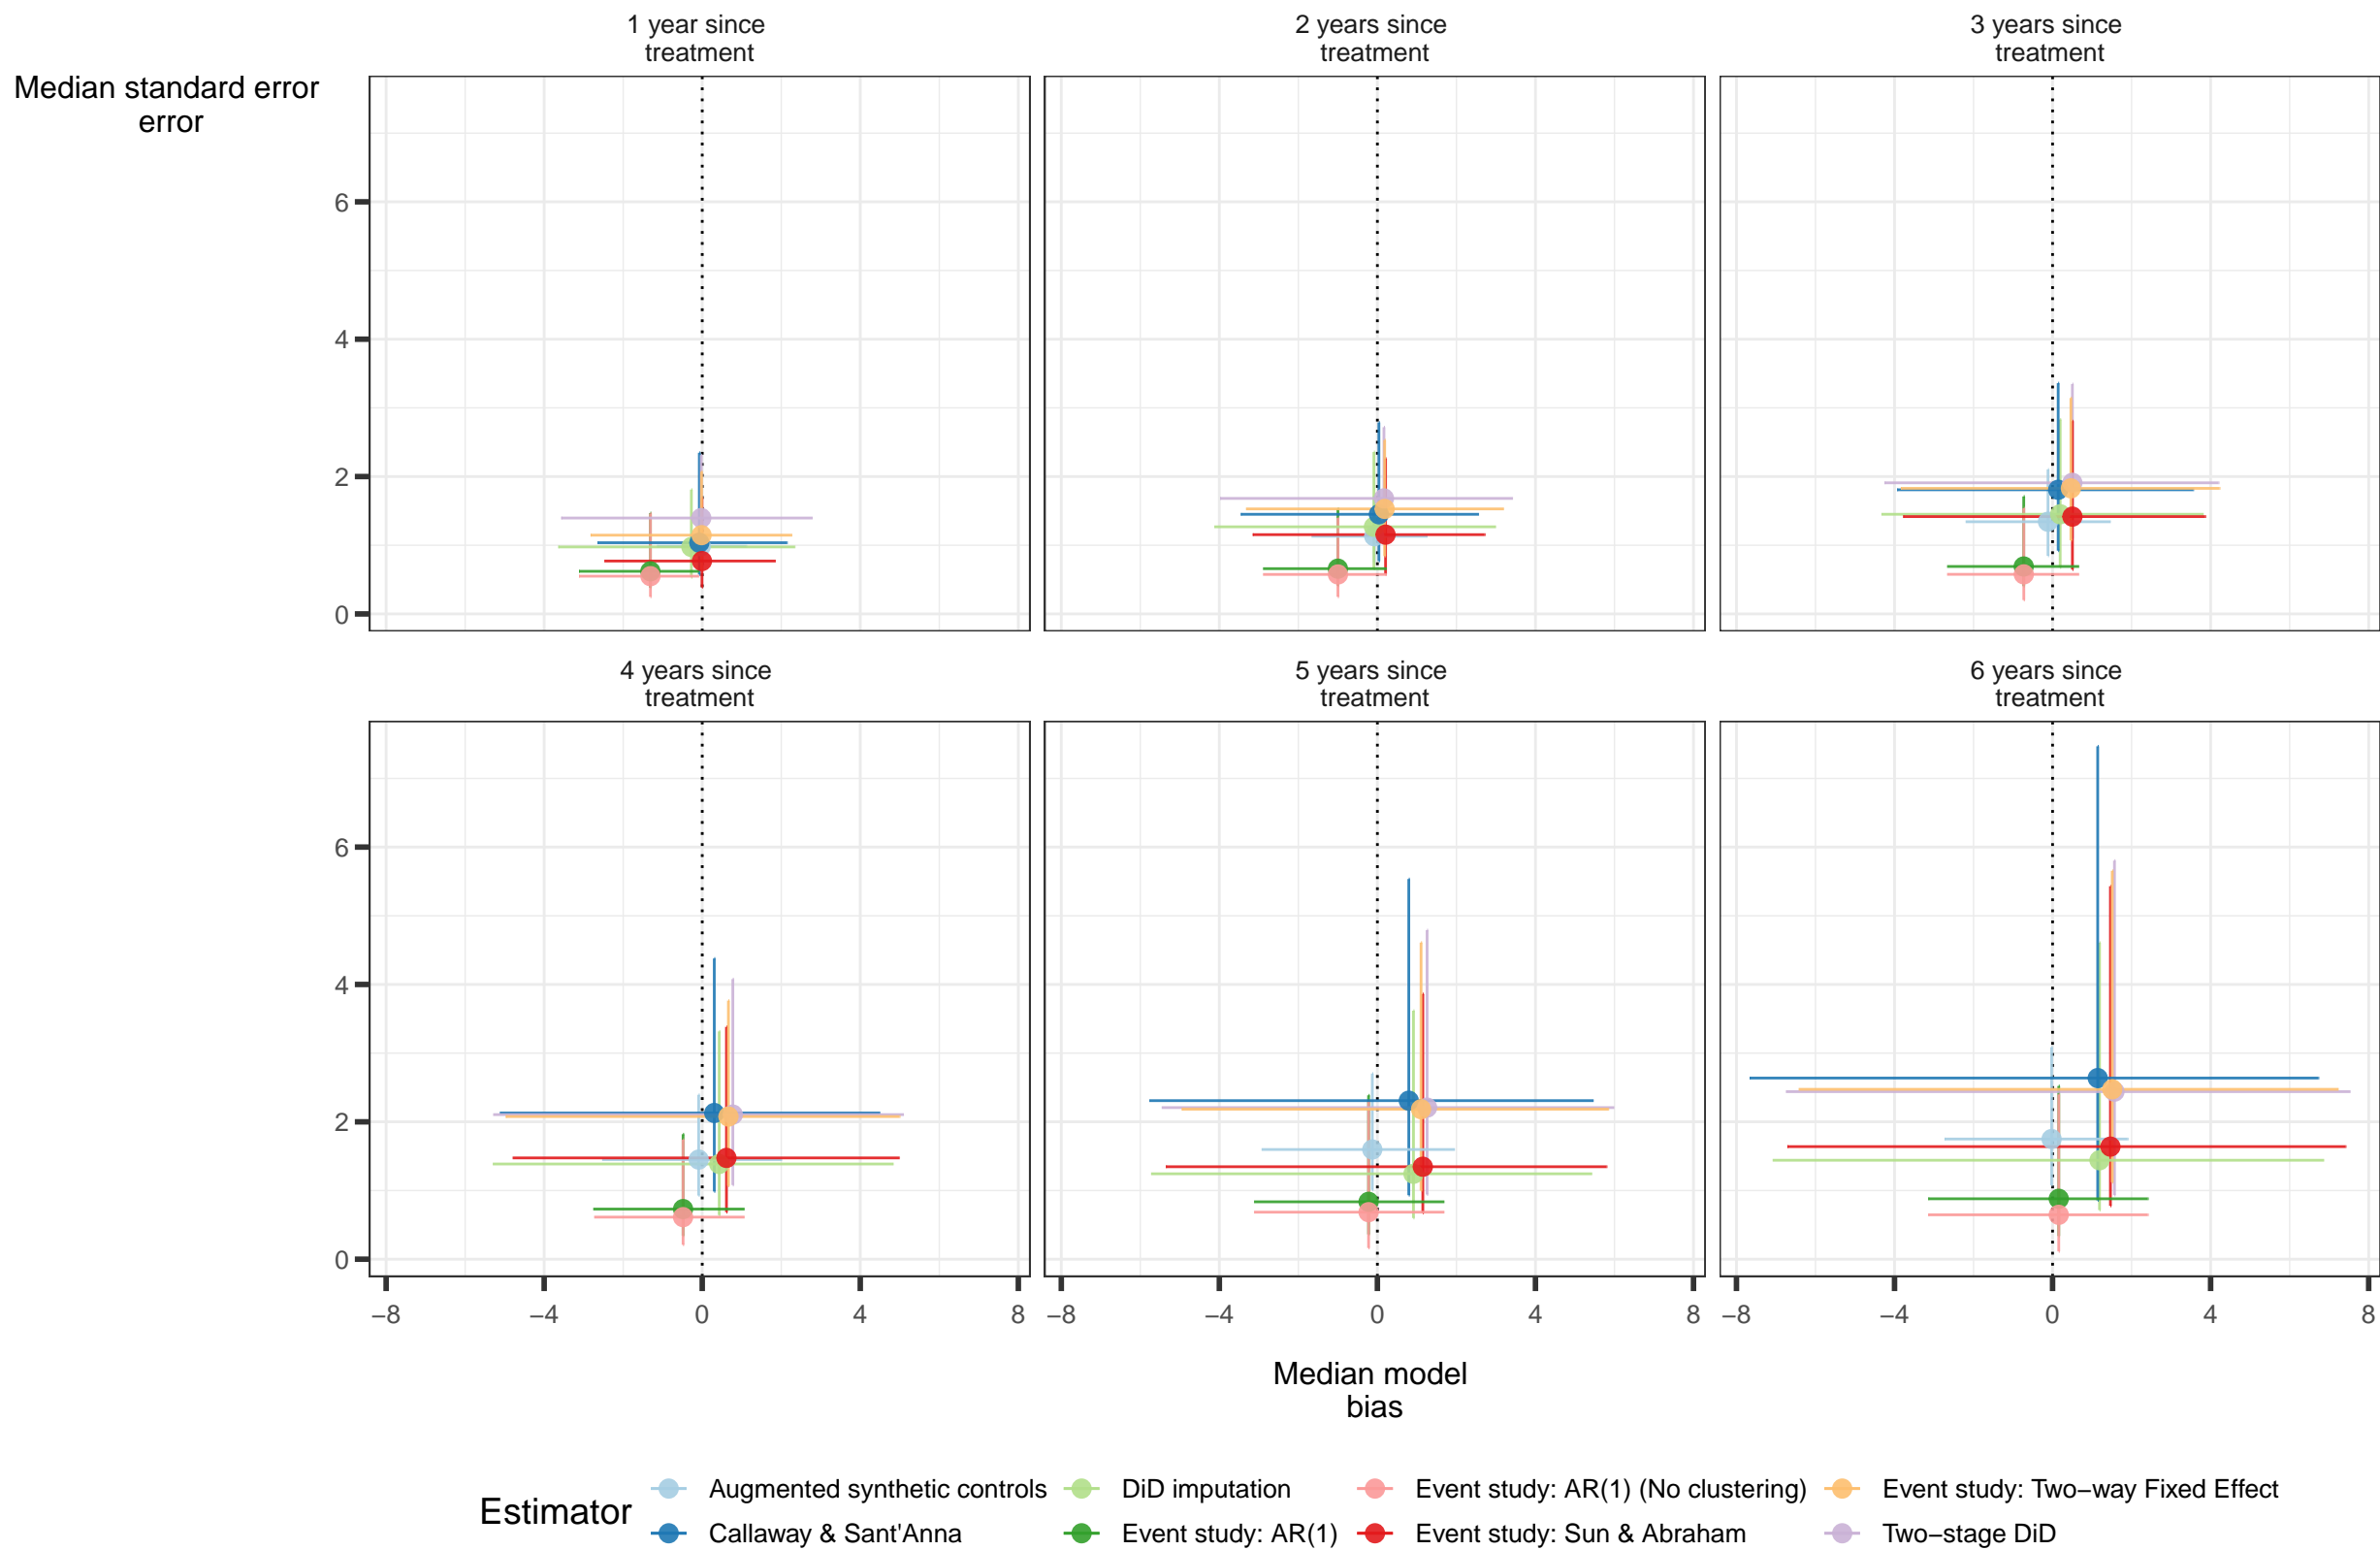 1 year since
treatment
2 years since
treatment
3 years since
treatment
Median standard error
error
6
4
2
0
4 years since
treatment
5 years since
treatment
6 years since
treatment
6
4
2
0
−8 −4 0 4 8
−8 −4 0 4 8
−8 −4 0 4 8
Median model
bias
Estimator
Augmented synthetic controls
DiD imputation
Event study: AR(1) (No clustering)
Event study: Two−way Fixed Effect
Callaway & Sant'Anna
Event study: AR(1)
Event study: Sun & Abraham
Two−stage DiD